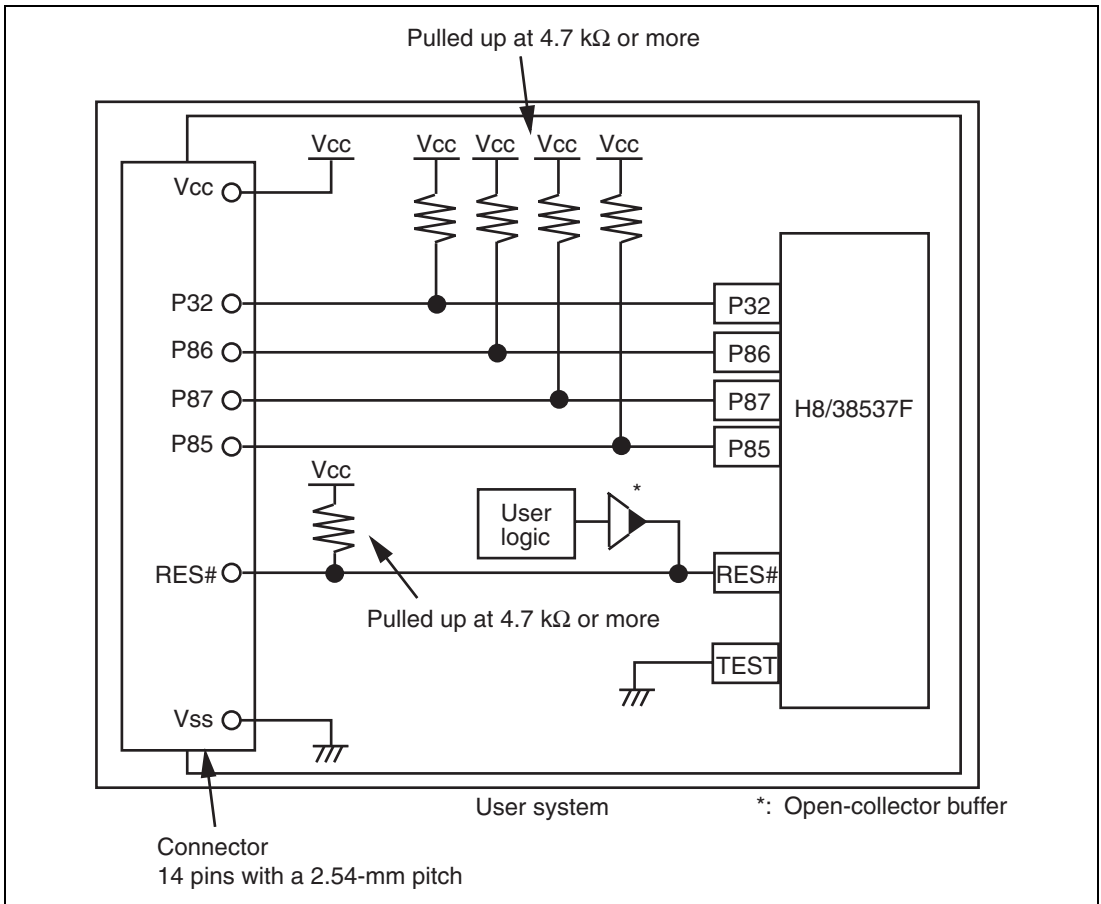 Pulled up at 4.7 kΩ or more
Vcc
Vcc
Vcc
Vcc
Vcc
Vcc
P32
P32
P86
P86
P87
P87
H8/38537F
P85
P85
Vcc
*
User
logic
RES#
RES#
Pulled up at 4.7 kΩ or more
TEST
Vss
User system
*: Open-collector buffer
Connector
14 pins with a 2.54-mm pitch